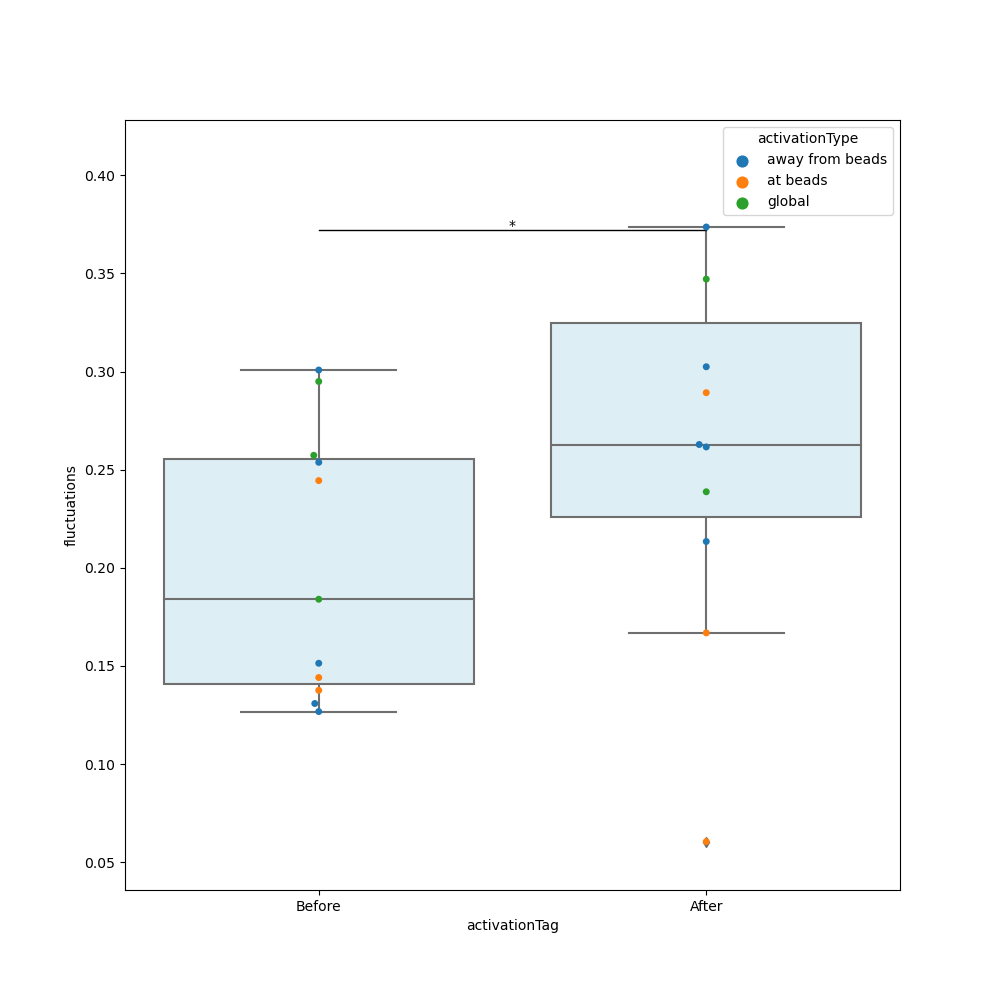 activationType
away from beads
at beads
global
*
0.40
0.35
0.30
0.25
0.20
0.15
0.10
0.05
fluctuations
Before
After
activationTag